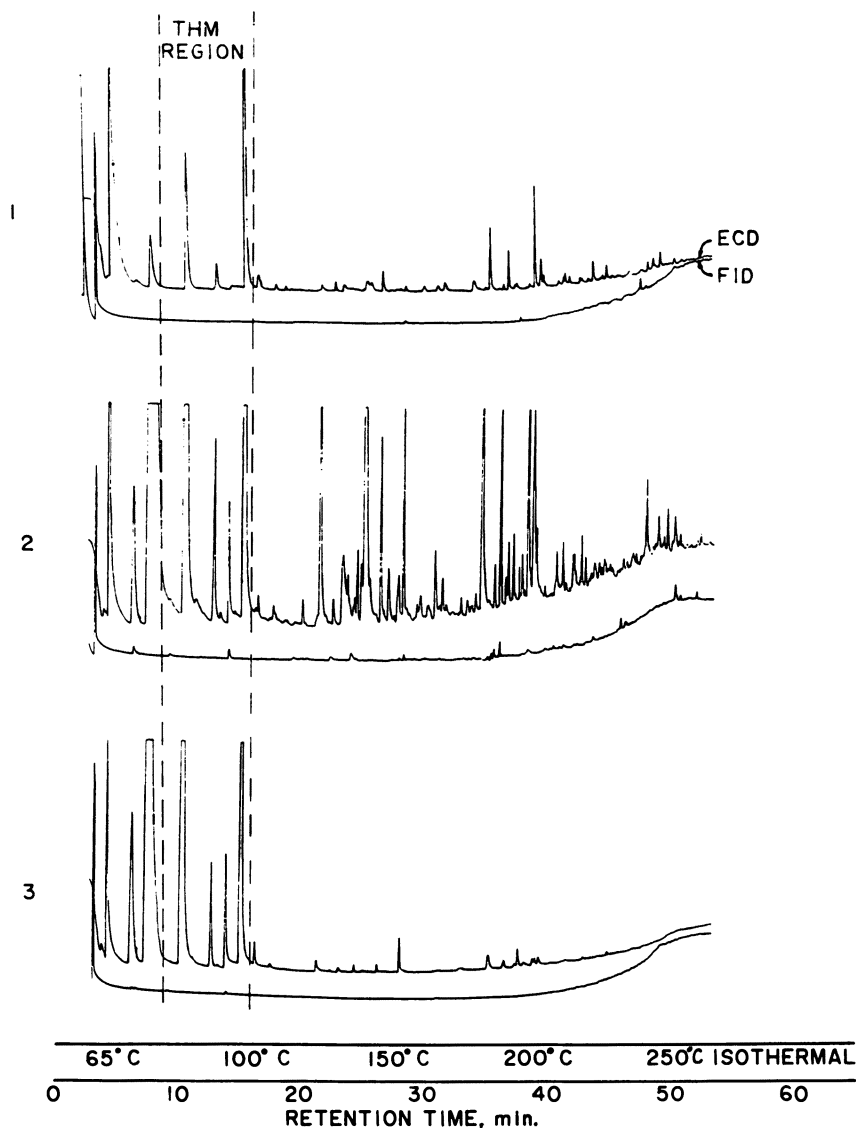 THM
REGION
1
ECD
FID
2
3
65°C 100°C 150°C 200°C 250°C ISOTHERMAL
0 10 20 30 40 50 60
RETENTION TIME, min.